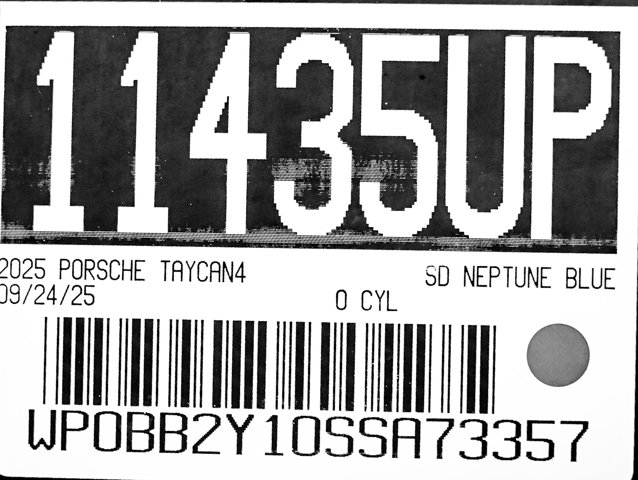 11435UP
2025 PORSCHE TAYCAN4 SD NEPTUNE BLUE
09/24/25 0 CYL
WP0BB2Y10SSA73357